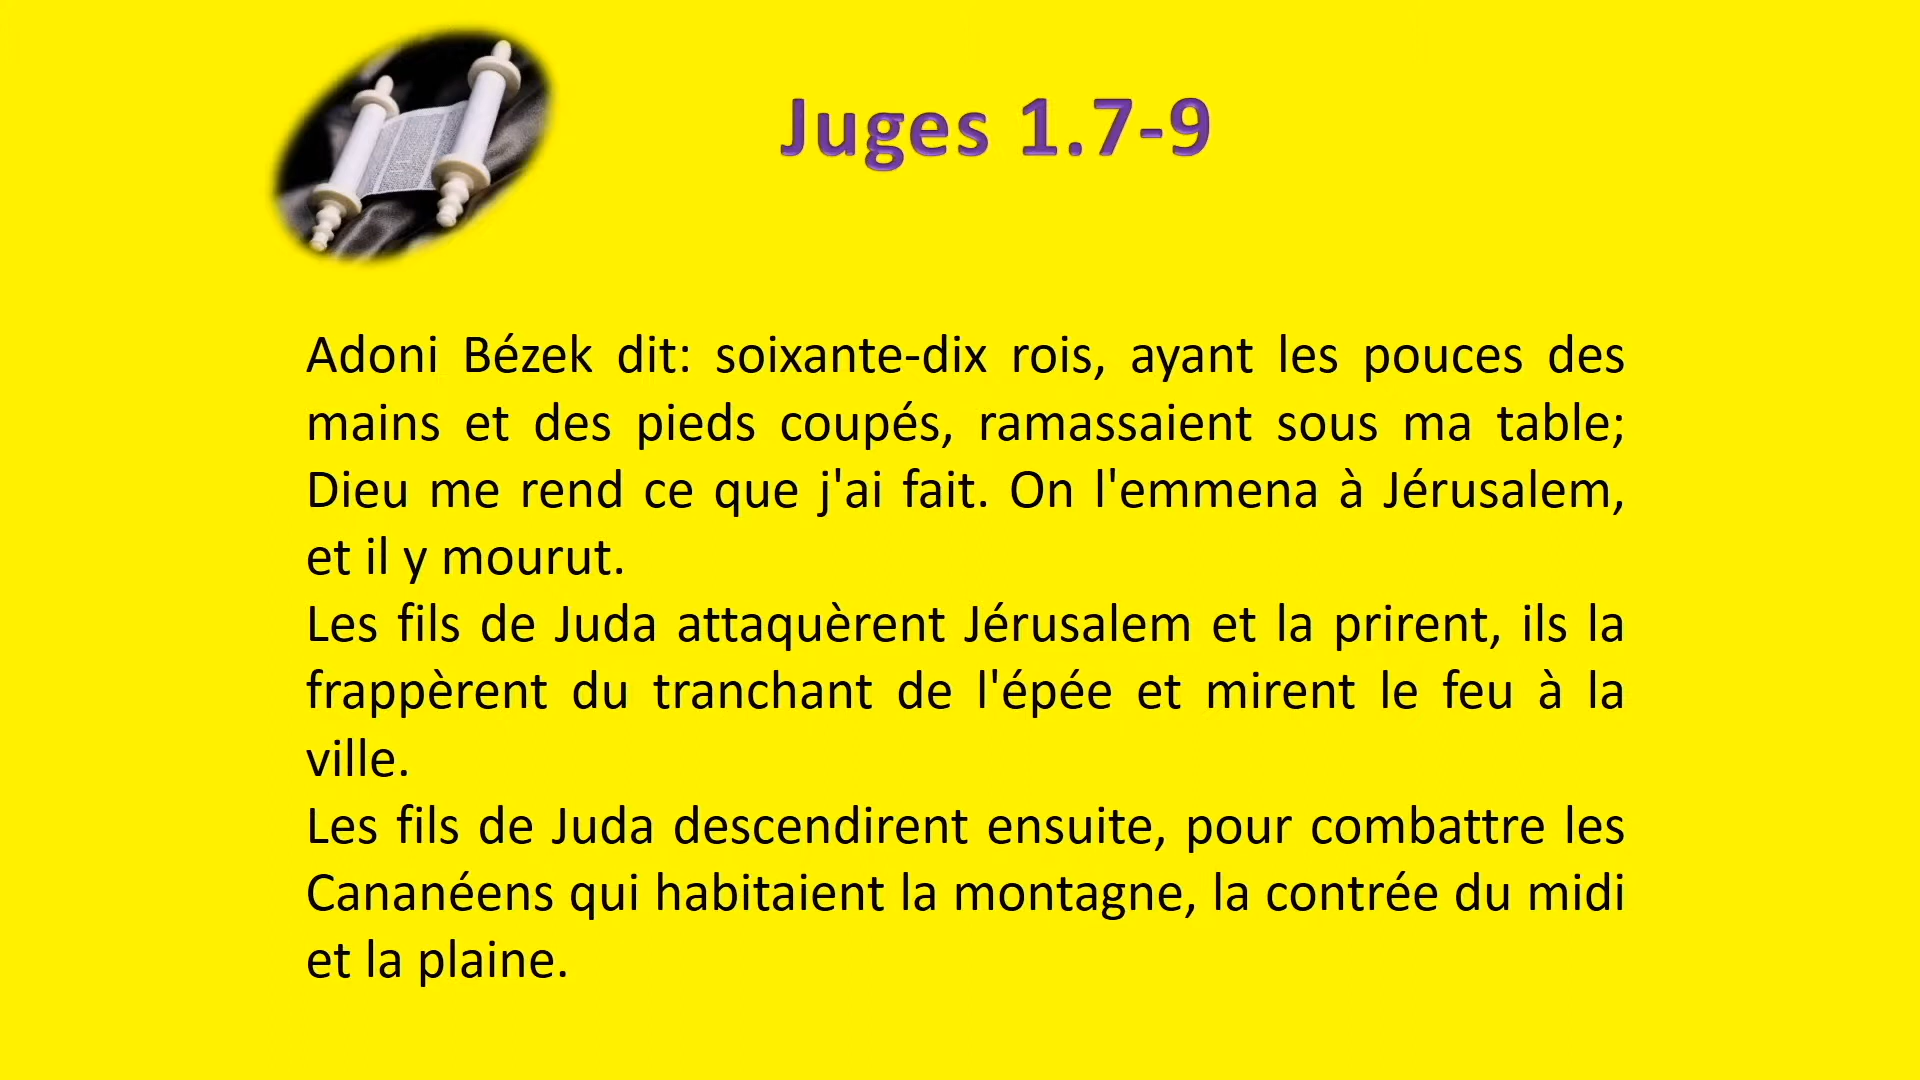 Juges 1.7-9
Adoni Bézek dit: soixante-dix rois, ayant les pouces des
mains et des pieds coupés, ramassaient sous ma table;
Dieu me rend ce que j'ai fait. On l'emmena à Jérusalem,
et il y mourut.
Les fils de Juda attaquèrent Jérusalem et la prirent, ils la
frappèrent du tranchant de l'épée et mirent le feu à la
ville.
Les fils de Juda descendirent ensuite, pour combattre les
Cananéens qui habitaient la montagne, la contrée du midi
et la plaine.